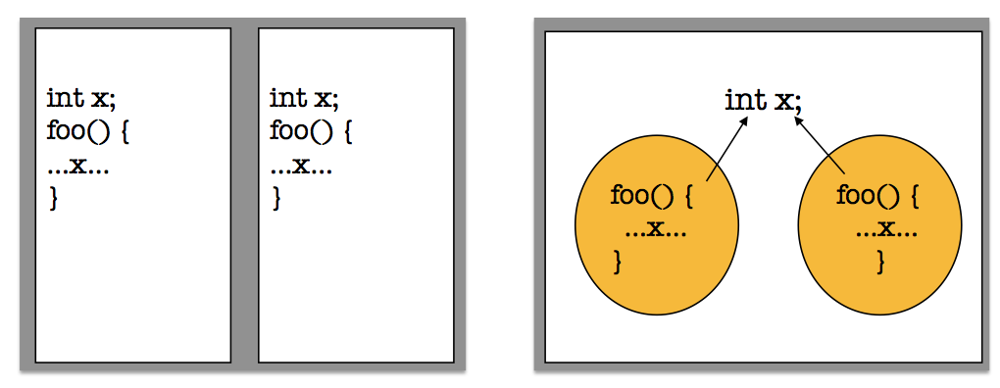 int x;
foo() {
...x...
}
int x;
foo() {
...x...
}
int x;
foo() {
...x...
}
foo() {
...x...
}